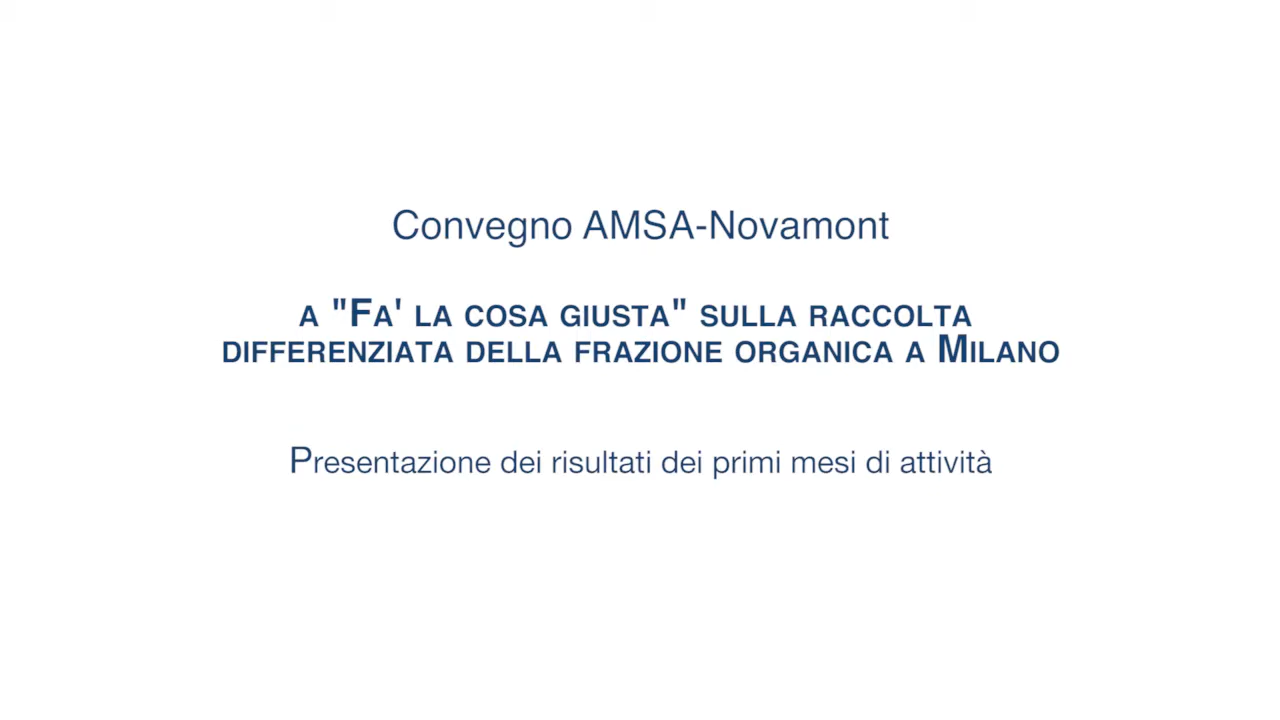 Convegno AMSA-Novamont
A "FA' LA COSA GIUSTA" SULLA RACCOLTA
DIFFERENZIATA DELLA FRAZIONE ORGANICA A MILANO
Presentazione dei risultati dei primi mesi di attività